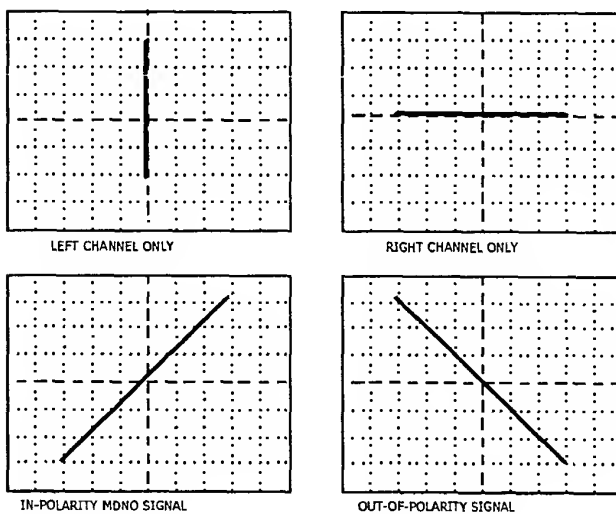 LEFT CHANNEL ONLY
RIGHT CHANNEL ONLY
IN-POLARITY MDNO SIGNAL
OUT-OF-POLARITY SIGNAL